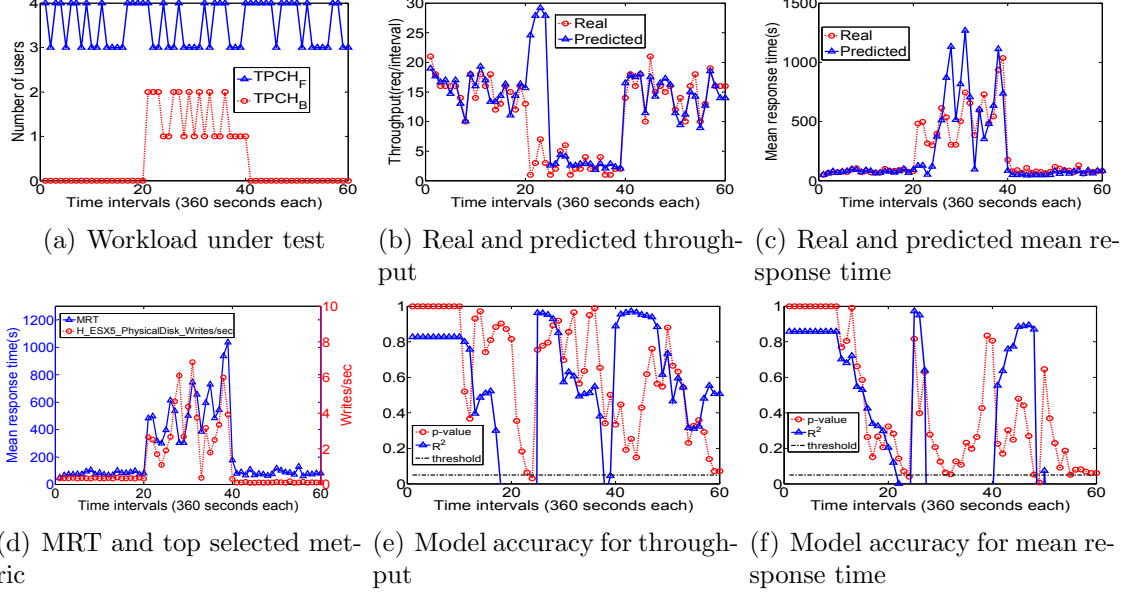 4
3
2
1
0
0
20
40
60
Number of users
TPCH_F
TPCH_B
Time intervals (360 seconds each)
(a) Workload under test
30
25
20
15
10
5
0
0
20
40
60
Throughput(req/interval)
Real
Predicted
Time intervals (360 seconds each)
(b) Real and predicted through-
put
1500
1000
500
0
0
20
40
60
Mean response time(s)
Real
Predicted
Time intervals (360 seconds each)
(c) Real and predicted mean re-
sponse time
1200
1000
800
600
400
200
0
0
20
40
60
10
8
6
4
2
0
Mean response time(s)
Writes/sec
MRT
H_ESX5_PhysicalDisk_Writes/sec
Time intervals (360 seconds each)
(d) MRT and top selected met-
ric
1
0.8
0.6
0.4
0.2
0
0
20
40
60
p-value
R²
threshold
Time intervals (360 seconds each)
(e) Model accuracy for through-
put
1
0.8
0.6
0.4
0.2
0
0
20
40
60
p-value
R²
threshold
Time intervals (360 seconds each)
(f) Model accuracy for mean re-
sponse time